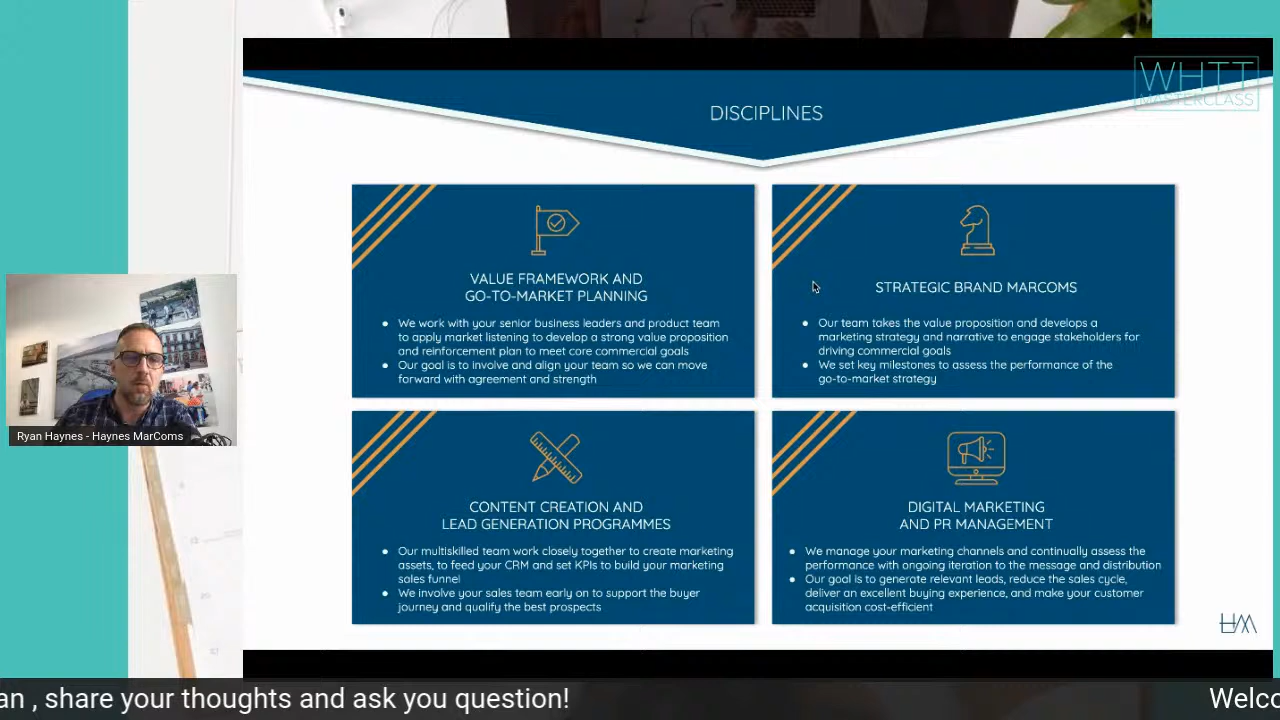 WHTT
MASTERCLASS
DISCIPLINES
VALUE FRAMEWORK AND
GO-TO-MARKET PLANNING
● We work with your senior business leaders and product team
to apply market listening to develop a strong value proposition
and reinforcement plan to meet core commercial goals
● Our goal is to involve and align your team so we can move
forward with agreement and strength
STRATEGIC BRAND MARCOMS
● Our team takes the value proposition and develops a
marketing strategy and narrative to engage stakeholders for
driving commercial goals
● We set key milestones to assess the performance of the
go-to-market strategy
CONTENT CREATION AND
LEAD GENERATION PROGRAMMES
● Our multiskilled team work closely together to create marketing
assets, to feed your CRM and set KPIs to build your marketing
sales funnel
● We involve your sales team early on to support the buyer
journey and qualify the best prospects
DIGITAL MARKETING
AND PR MANAGEMENT
● We manage your marketing channels and continually assess the
performance with ongoing iteration to the message and distribution
● Our goal is to generate relevant leads, reduce the sales cycle,
deliver an excellent buying experience, and make your customer
acquisition cost-efficient
HM
Ryan Haynes - Haynes MarComs
an , share your thoughts and ask you question! Welco